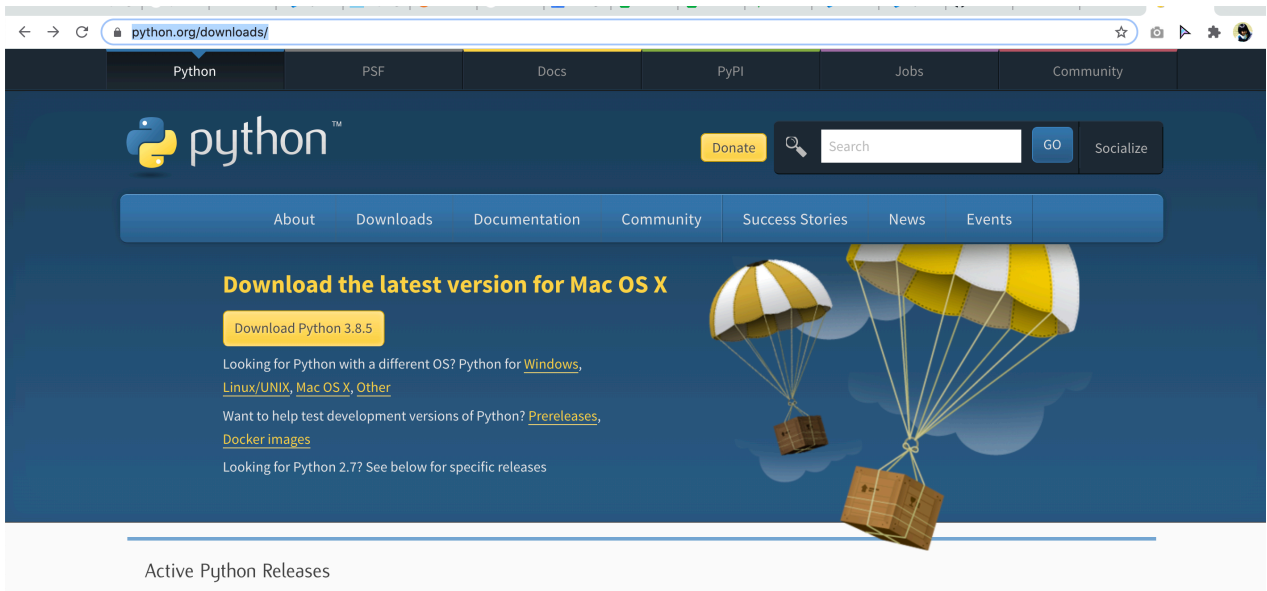 python.org/downloads/
Python PSF Docs PyPI Jobs Community
python™
Donate Search GO Socialize
About Downloads Documentation Community Success Stories News Events
Download the latest version for Mac OS X
Download Python 3.8.5
Looking for Python with a different OS? Python for Windows,
Linux/UNIX, Mac OS X, Other
Want to help test development versions of Python? Prereleases,
Docker images
Looking for Python 2.7? See below for specific releases
Active Python Releases